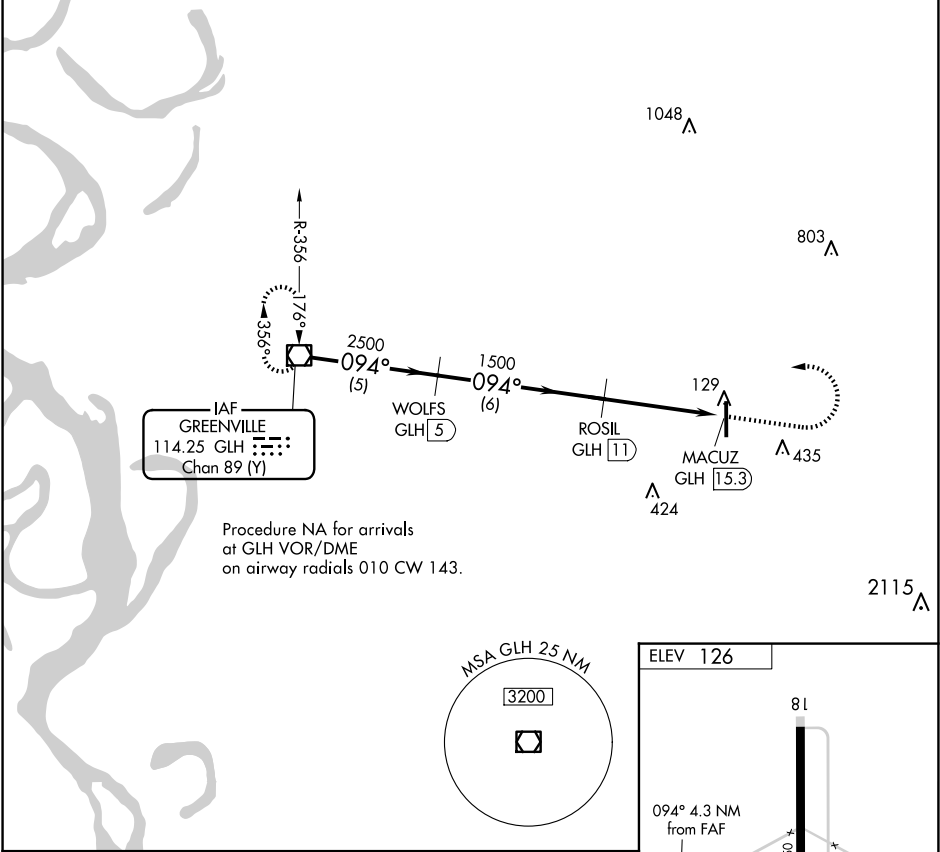 1048
803
R-356
176°
356°
2500
094°
(5)
1500
094°
(6)
129
IAF
GREENVILLE
114.25 GLH
Chan 89 (Y)
WOLFS
GLH 5
ROSIL
GLH 11
MACUZ
GLH 15.3
435
424
Procedure NA for arrivals
at GLH VOR/DME
on airway radials 010 CW 143.
2115
MSA GLH 25 NM
3200
ELEV 126
18
094° 4.3 NM
from FAF